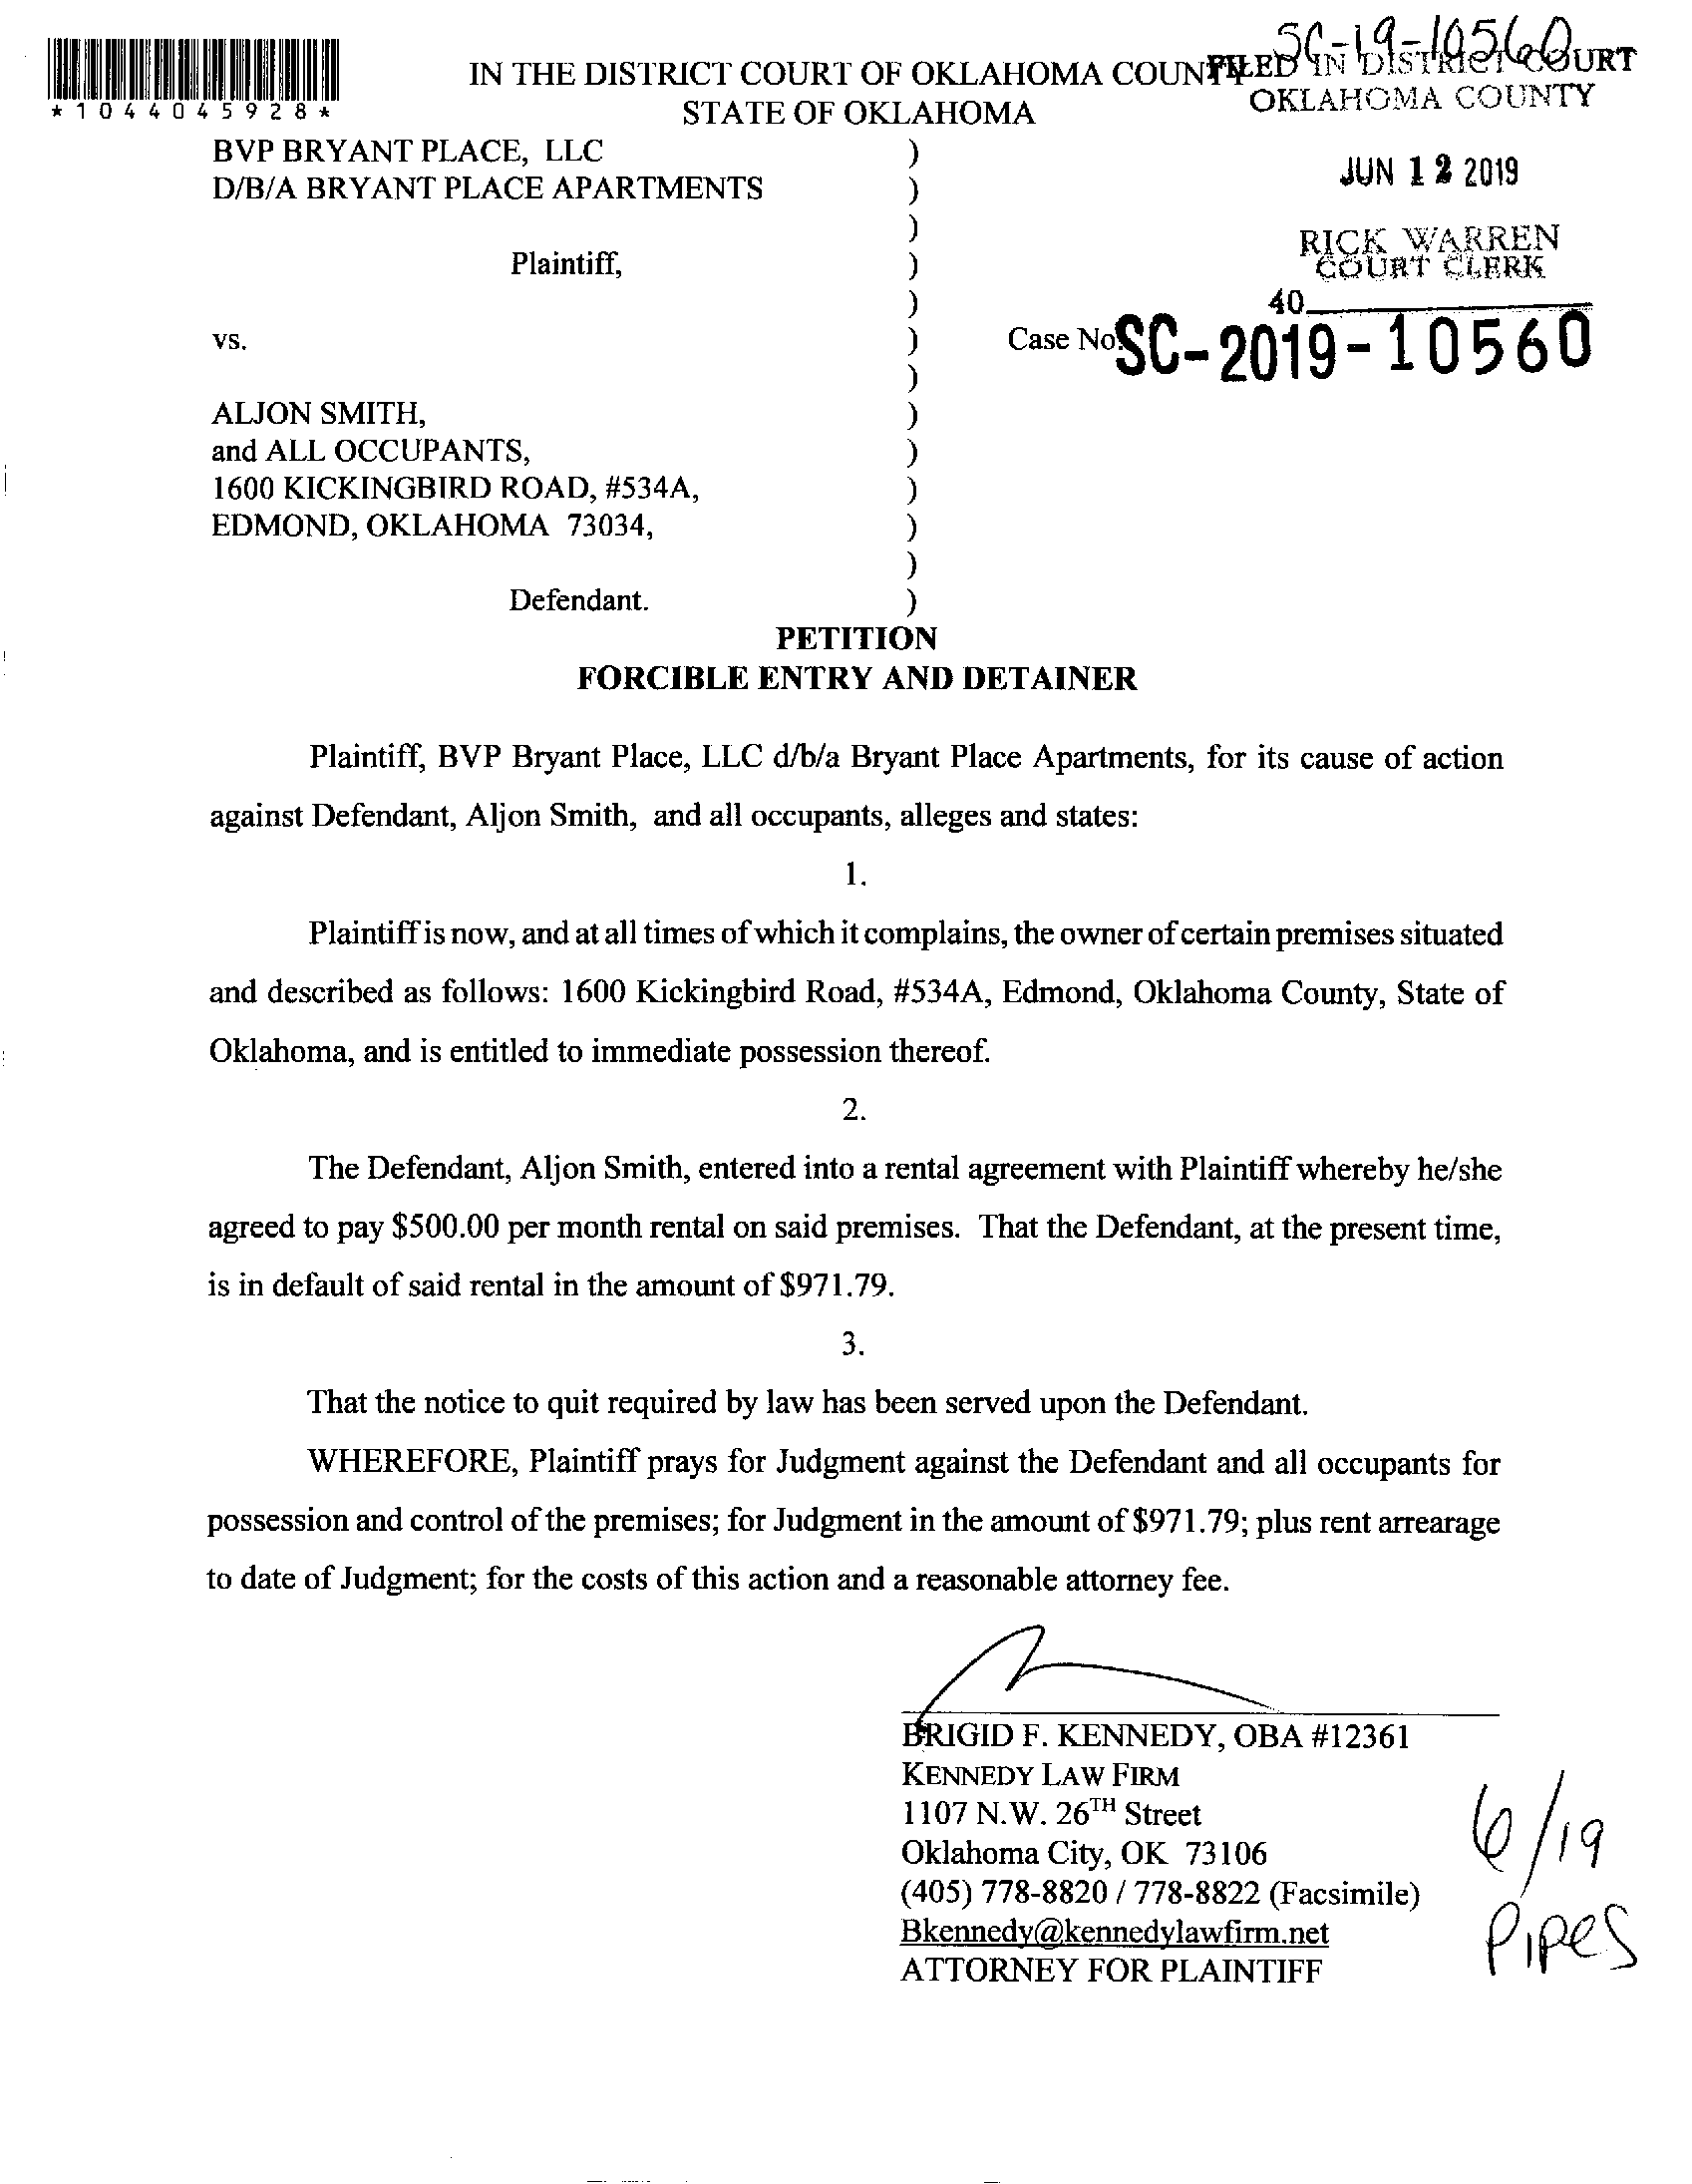 SC-19-10560
IN THE DISTRICT COURT OF OKLAHOMA COUNTY
STATE OF OKLAHOMA
FILED IN DISTRICT COURT
OKLAHOMA COUNTY
*1044045928*
JUN 12 2019
RICK WARREN
COURT CLERK
40
BVP BRYANT PLACE, LLC )
D/B/A BRYANT PLACE APARTMENTS )
)
Plaintiff, )
)
vs. ) Case No. SC-2019-10560
)
ALJON SMITH, )
and ALL OCCUPANTS, )
1600 KICKINGBIRD ROAD, #534A, )
EDMOND, OKLAHOMA 73034, )
)
Defendant. )
PETITION
FORCIBLE ENTRY AND DETAINER
Plaintiff, BVP Bryant Place, LLC d/b/a Bryant Place Apartments, for its cause of action
against Defendant, Aljon Smith, and all occupants, alleges and states:
1.
Plaintiff is now, and at all times of which it complains, the owner of certain premises situated
and described as follows: 1600 Kickingbird Road, #534A, Edmond, Oklahoma County, State of
Oklahoma, and is entitled to immediate possession thereof.
2.
The Defendant, Aljon Smith, entered into a rental agreement with Plaintiff whereby he/she
agreed to pay $500.00 per month rental on said premises. That the Defendant, at the present time,
is in default of said rental in the amount of $971.79.
3.
That the notice to quit required by law has been served upon the Defendant.
WHEREFORE, Plaintiff prays for Judgment against the Defendant and all occupants for
possession and control of the premises; for Judgment in the amount of $971.79; plus rent arrearage
to date of Judgment; for the costs of this action and a reasonable attorney fee.
BRIGID F. KENNEDY, OBA #12361
KENNEDY LAW FIRM
1107 N.W. 26TH Street
Oklahoma City, OK 73106
(405) 778-8820 / 778-8822 (Facsimile)
Bkennedy@kennedylawfirm.net
ATTORNEY FOR PLAINTIFF
6/19
Pipes